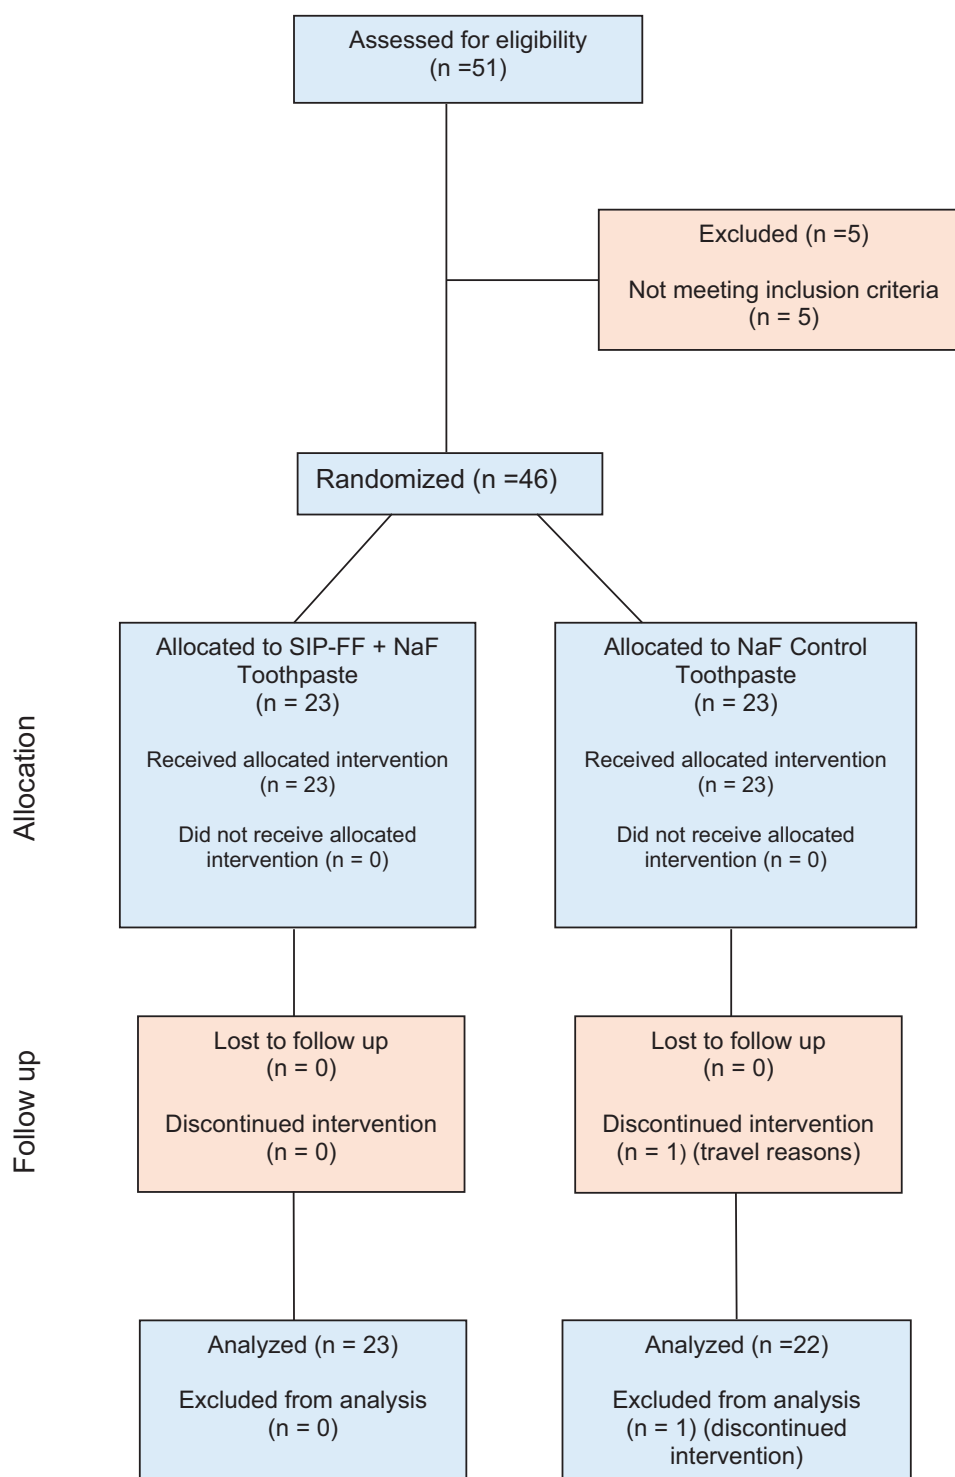 Assessed for eligibility
(n =51)
Excluded (n =5)
Not meeting inclusion criteria
(n = 5)
Randomized (n =46)
Allocation
Allocated to SIP-FF + NaF
Toothpaste
(n = 23)
Received allocated intervention
(n = 23)
Did not receive allocated
intervention (n = 0)
Allocated to NaF Control
Toothpaste
(n = 23)
Received allocated intervention
(n = 23)
Did not receive allocated
intervention (n = 0)
Follow up
Lost to follow up
(n = 0)
Discontinued intervention
(n = 0)
Lost to follow up
(n = 0)
Discontinued intervention
(n = 1) (travel reasons)
Analyzed (n = 23)
Excluded from analysis
(n = 0)
Analyzed (n =22)
Excluded from analysis
(n = 1) (discontinued
intervention)